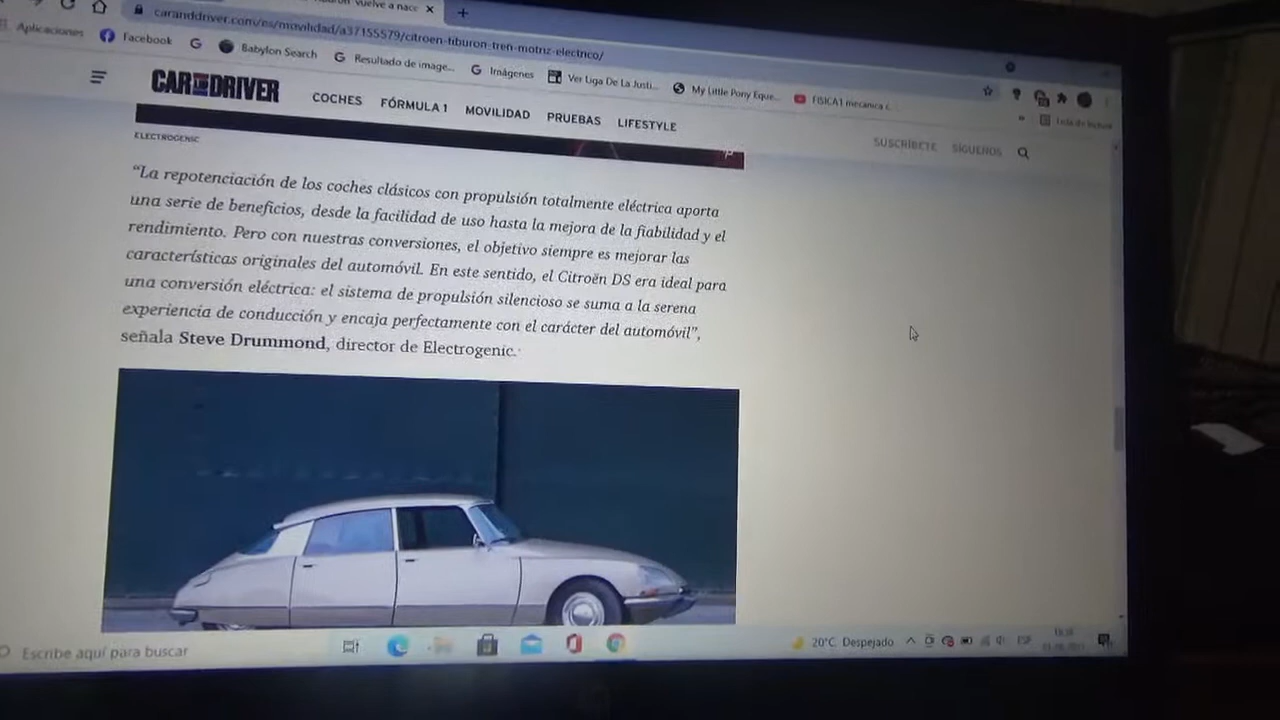 vuelve a nace
caranddriver.com/es/movilidad/a37155579/citroen-tiburon-tren-motriz-electrico/
Aplicaciones Facebook Babylon Search Resultado de image... Imágenes Ver Liga De La Justi... My Little Pony Eque... FISICA1 mecanica c...
CAR AND DRIVER COCHES FÓRMULA 1 MOVILIDAD PRUEBAS LIFESTYLE SUSCRÍBETE SÍGUENOS
ELECTROGENIC
“La repotenciación de los coches clásicos con propulsión totalmente eléctrica aporta
una serie de beneficios, desde la facilidad de uso hasta la mejora de la fiabilidad y el
rendimiento. Pero con nuestras conversiones, el objetivo siempre es mejorar las
características originales del automóvil. En este sentido, el Citroën DS era ideal para
una conversión eléctrica: el sistema de propulsión silencioso se suma a la serena
experiencia de conducción y encaja perfectamente con el carácter del automóvil”,
señala Steve Drummond, director de Electrogenic.
Escribe aquí para buscar 20°C Despejado ESP